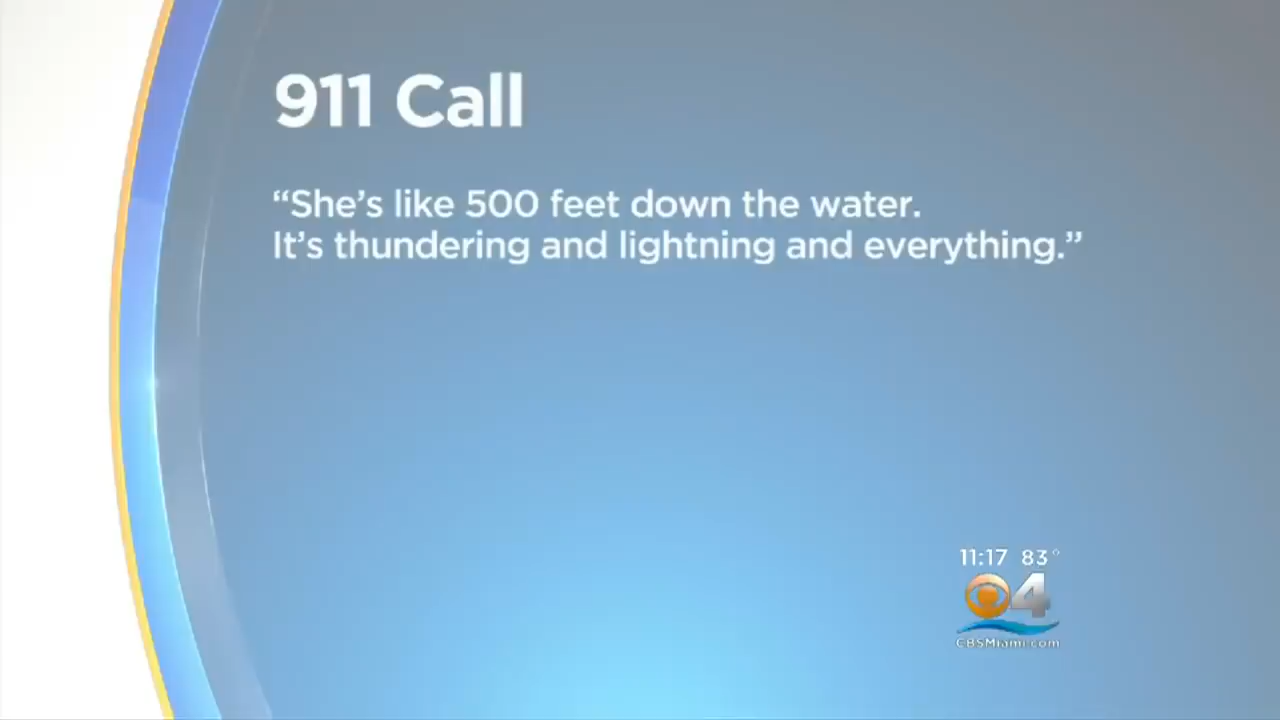 911 Call
“She’s like 500 feet down the water.
It’s thundering and lightning and everything.”
11:17 83°
4
CBSMiami.com